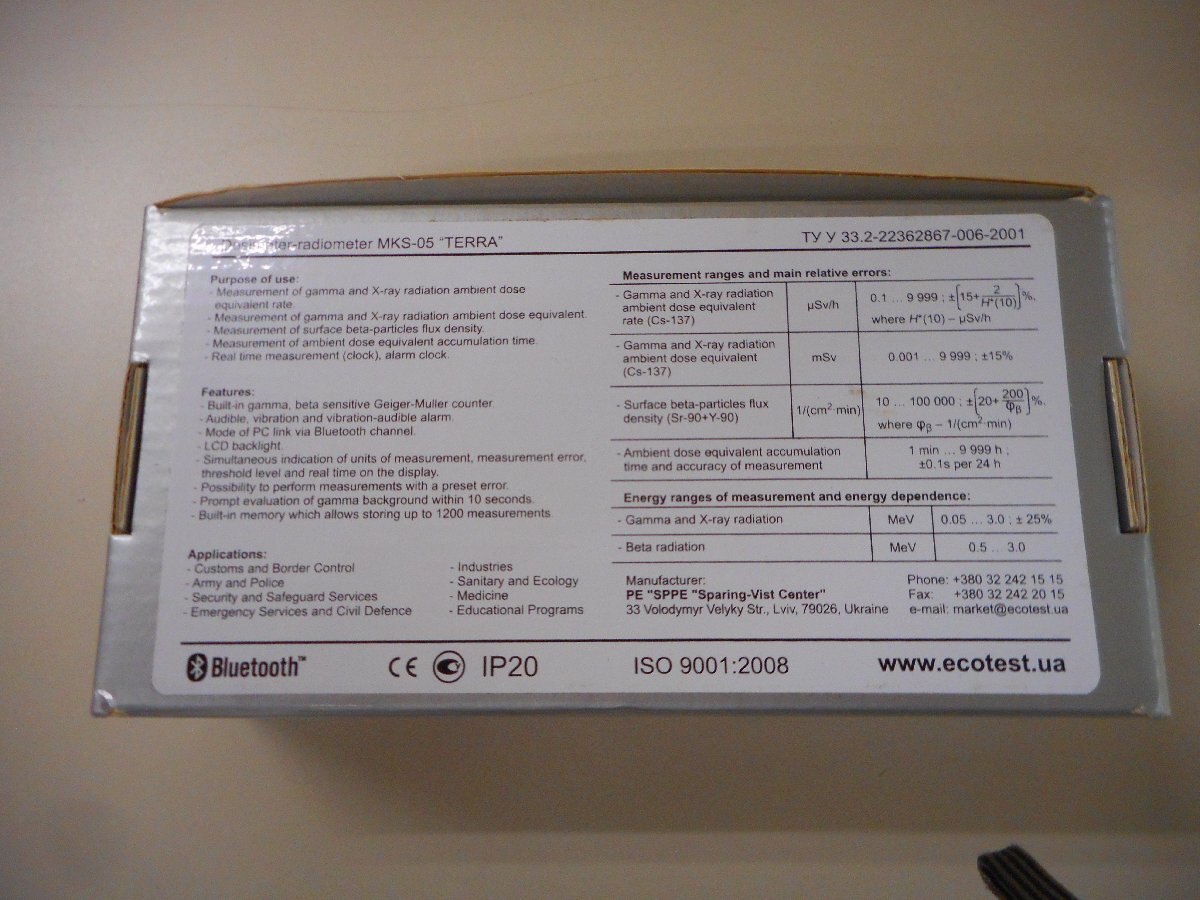 Dosimeter-radiometer MKS-05 "TERRA"
ТУ У 33.2-22362867-006-2001
Purpose of use:
- Measurement of gamma and X-ray radiation ambient dose
equivalent rate.
- Measurement of gamma and X-ray radiation ambient dose equivalent.
- Measurement of surface beta-particles flux density.
- Measurement of ambient dose equivalent accumulation time.
- Real time measurement (clock), alarm clock.
Features:
- Built-in gamma, beta sensitive Geiger-Muller counter.
- Audible, vibration and vibration-audible alarm.
- Mode of PC link via Bluetooth channel.
- LCD backlight.
- Simultaneous indication of units of measurement, measurement error,
threshold level and real time on the display.
- Possibility to perform measurements with a preset error.
- Prompt evaluation of gamma background within 10 seconds.
- Built-in memory which allows storing up to 1200 measurements.
Applications:
- Customs and Border Control
- Army and Police
- Security and Safeguard Services
- Emergency Services and Civil Defence
- Industries
- Sanitary and Ecology
- Medicine
- Educational Programs
Measurement ranges and main relative errors:
- Gamma and X-ray radiation
ambient dose equivalent
rate (Cs-137)
µSv/h
0.1 ... 9 999 ; ±(15+2/H*(10))%,
where H*(10) – µSv/h
- Gamma and X-ray radiation
ambient dose equivalent
(Cs-137)
mSv
0.001 ... 9 999 ; ±15%
- Surface beta-particles flux
density (Sr-90+Y-90)
1/(cm²·min)
10 ... 100 000 ; ±(20+200/φβ)%.
where φβ – 1/(cm²·min)
- Ambient dose equivalent accumulation
time and accuracy of measurement
1 min ... 9 999 h ;
±0.1s per 24 h
Energy ranges of measurement and energy dependence:
- Gamma and X-ray radiation
MeV
0.05 ... 3.0 ; ± 25%
- Beta radiation
MeV
0.5 ... 3.0
Manufacturer:
PE "SPPE "Sparing-Vist Center"
33 Volodymyr Velyky Str., Lviv, 79026, Ukraine
Phone: +380 32 242 15 15
Fax: +380 32 242 20 15
e-mail: market@ecotest.ua
Bluetooth™
CE
IP20
ISO 9001:2008
www.ecotest.ua